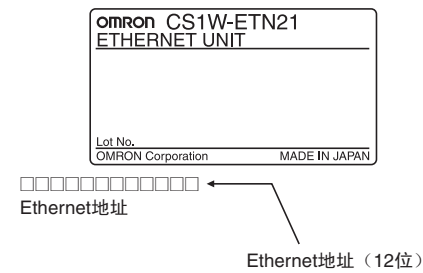 OMRON CS1W-ETN21
ETHERNET UNIT
Lot No.
OMRON Corporation MADE IN JAPAN
□□□□□□□□□□□□
Ethernet地址
Ethernet地址（12位）